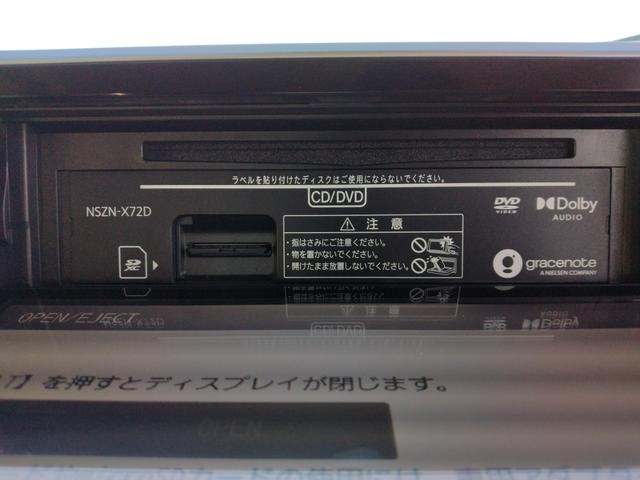 ラベルを貼り付けたディスクはご使用にならないでください。
CD/DVD
NSZN-X72D
DVD
VIDEO
Dolby
AUDIO
注意
・指はさみにご注意ください。
・物を置かないでください。
・開けたまま放置しないでください。
SD
XC
gracenote
A NIELSEN COMPANY
OPEN/EJECT
を押すとディスプレイが閉じます。
OPEN